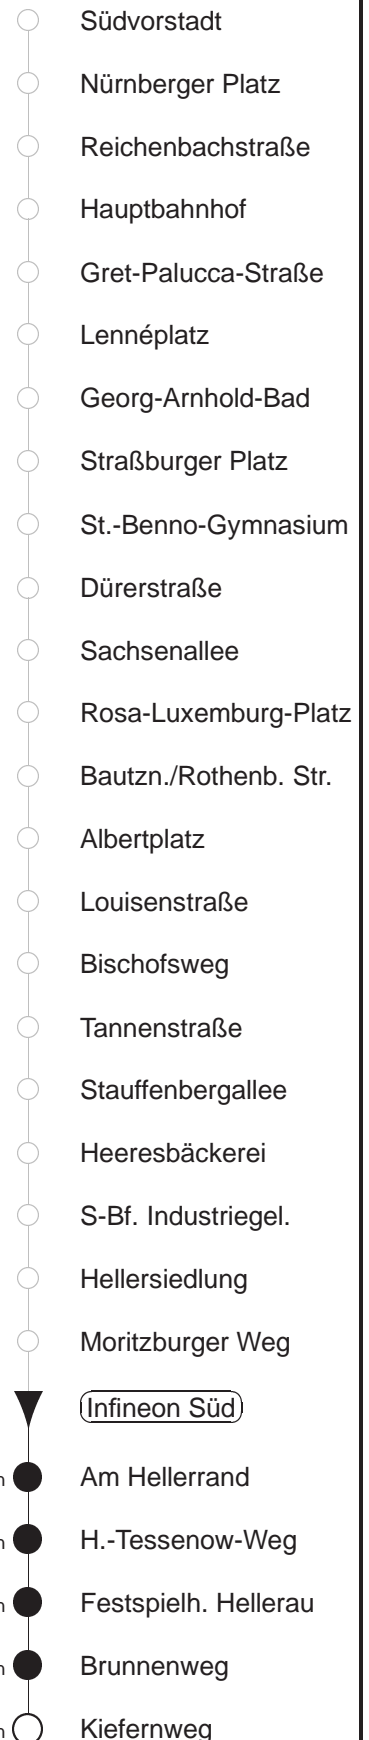 Südvorstadt
Nürnberger Platz
Reichenbachstraße
Hauptbahnhof
Gret-Palucca-Straße
Lennéplatz
Georg-Arnhold-Bad
Straßburger Platz
St.-Benno-Gymnasium
Dürerstraße
Sachsenallee
Rosa-Luxemburg-Platz
Bautzn./Rothenb. Str.
Albertplatz
Louisenstraße
Bischofsweg
Tannenstraße
Stauffenbergallee
Heeresbäckerei
S-Bf. Industriegel.
Hellersiedlung
Moritzburger Weg
Infineon Süd
Am Hellerrand
H.-Tessenow-Weg
Festspielh. Hellerau
Brunnenweg
Kiefernweg